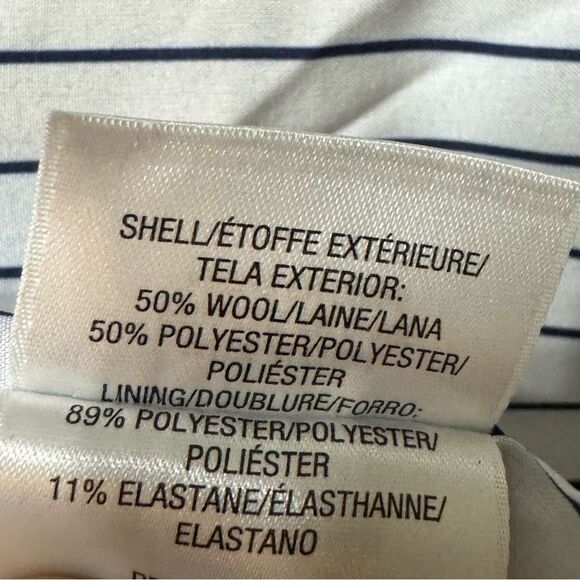 SHELL/ÉTOFFE EXTÉRIEURE/
TELA EXTERIOR:
50% WOOL/LAINE/LANA
50% POLYESTER/POLYESTER/
POLIÉSTER
LINING/DOUBLURE/FORRO:
89% POLYESTER/POLYESTER/
POLIÉSTER
11% ELASTANE/ÉLASTHANNE/
ELASTANO